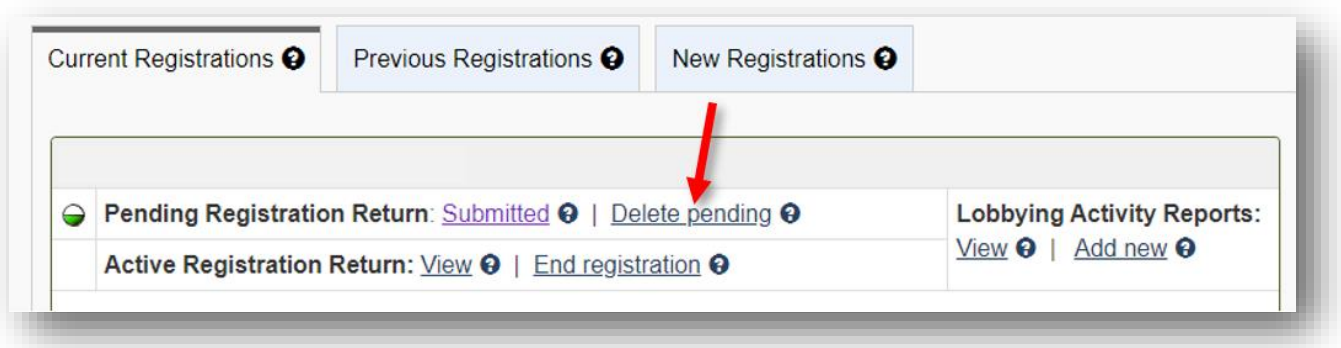 Current Registrations ?
Previous Registrations ?
New Registrations ?
Pending Registration Return: Submitted ? | Delete pending ?
Active Registration Return: View ? | End registration ?
Lobbying Activity Reports:
View ? | Add new ?